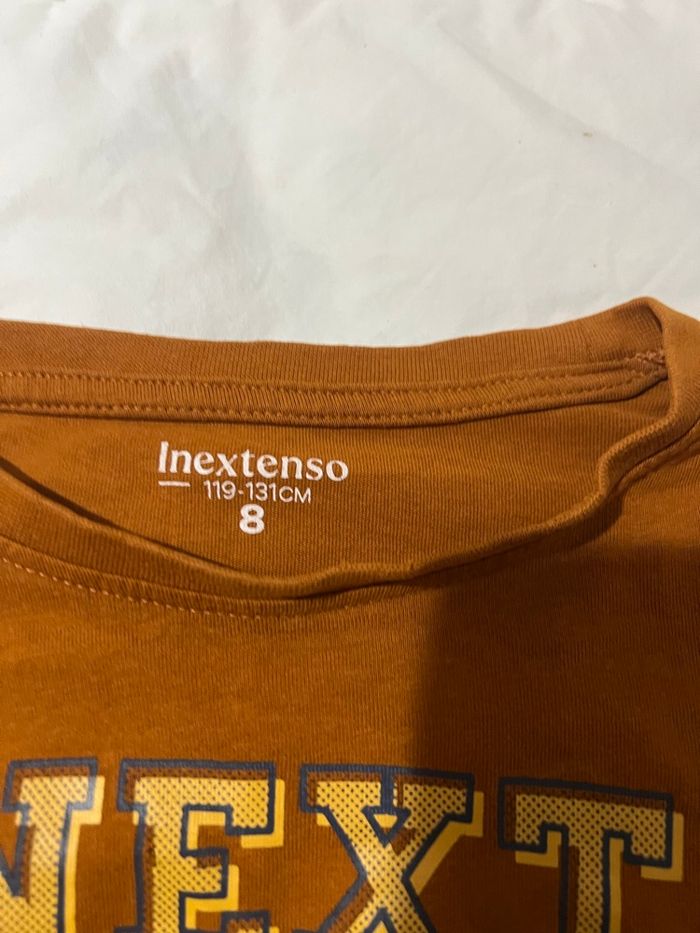 Inextenso
119-131CM
8
NEXT